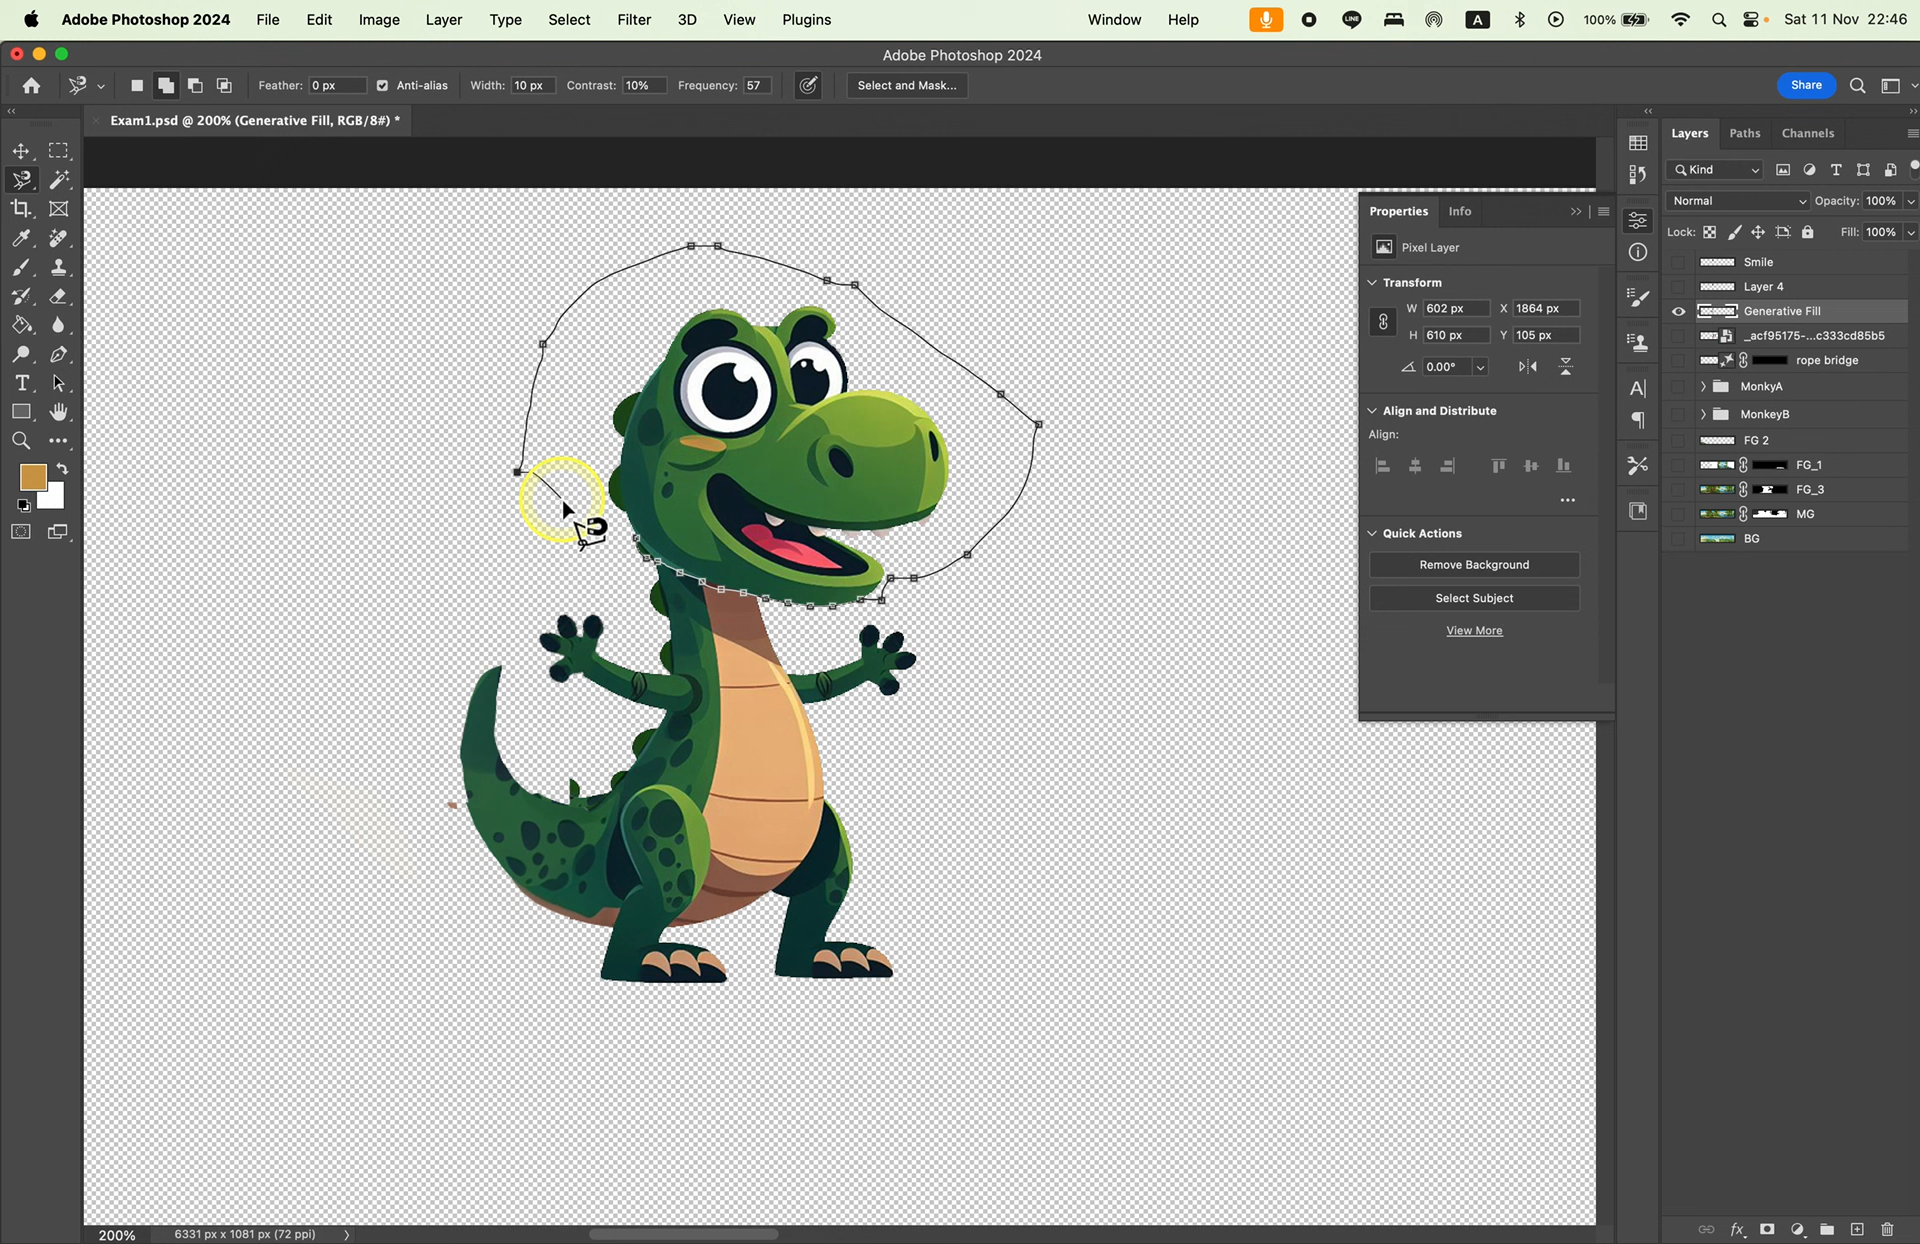 Adobe Photoshop 2024 File Edit Image Layer Type Select Filter 3D View Plugins Window Help LINE A 100% Sat 11 Nov 22:46
Adobe Photoshop 2024
Feather: 0 px Anti-alias Width: 10 px Contrast: 10% Frequency: 57 Select and Mask... Share
Exam1.psd @ 200% (Generative Fill, RGB/8#) *
Layers Paths Channels
Kind
Normal Opacity: 100%
Lock: Fill: 100%
Smile
Layer 4
Generative Fill
_acf95175-...c333cd85b5
rope bridge
MonkyA
MonkeyB
FG 2
FG_1
FG_3
MG
BG
Properties Info
Pixel Layer
Transform
W 602 px X 1864 px
H 610 px Y 105 px
0.00°
Align and Distribute
Align:
Quick Actions
Remove Background
Select Subject
View More
200% 6331 px x 1081 px (72 ppi)